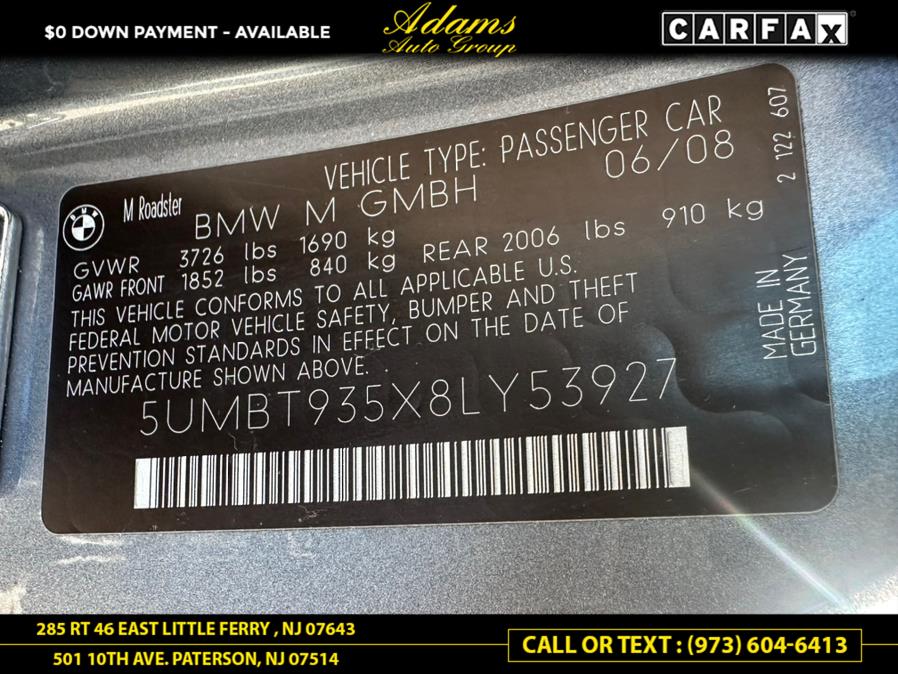 $0 DOWN PAYMENT - AVAILABLE
Adams
Auto Group
CARFAX
VEHICLE TYPE: PASSENGER CAR
M Roadster
BMW M GMBH
06/08
2 122 607
BMW
GVWR 3726 lbs 1690 kg
GAWR FRONT 1852 lbs 840 kg REAR 2006 lbs 910 kg
THIS VEHICLE CONFORMS TO ALL APPLICABLE U.S.
FEDERAL MOTOR VEHICLE SAFETY, BUMPER AND THEFT
PREVENTION STANDARDS IN EFFECT ON THE DATE OF
MANUFACTURE SHOWN ABOVE.
MADE IN
GERMANY
5UMBT935X8LY53927
285 RT 46 EAST LITTLE FERRY , NJ 07643
501 10TH AVE. PATERSON, NJ 07514
CALL OR TEXT : (973) 604-6413